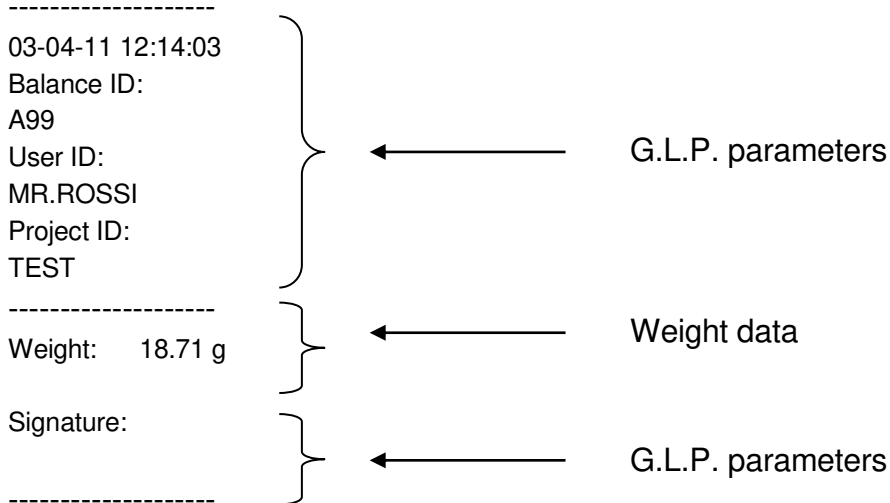 ---------------------
03-04-11 12:14:03
Balance ID:
A99
User ID:
MR.ROSSI
Project ID:
TEST
G.L.P. parameters
---------------------
Weight: 18.71 g
Weight data
Signature:
G.L.P. parameters
---------------------